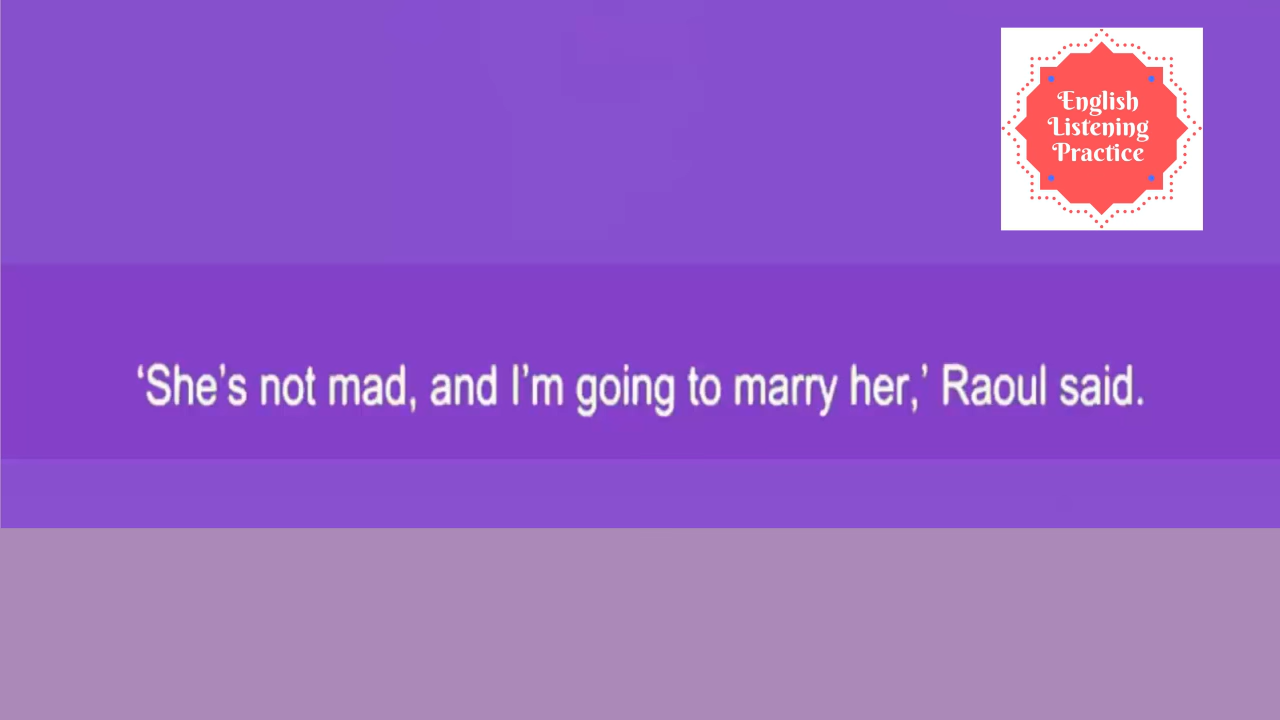 English
Listening
Practice
‘She’s not mad, and I’m going to marry her,’ Raoul said.